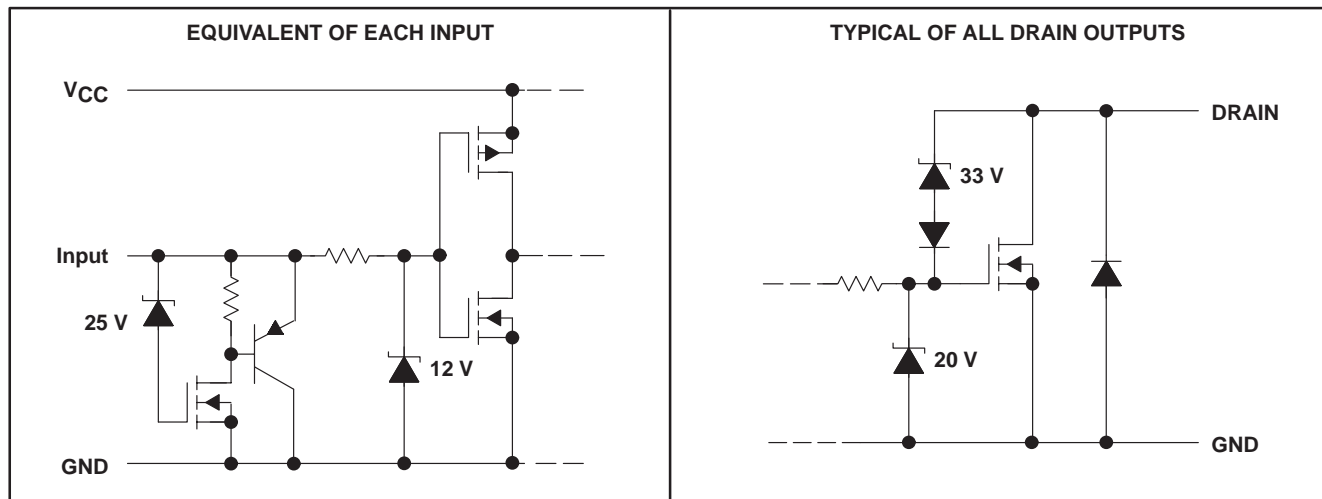 EQUIVALENT OF EACH INPUT
VCC
Input
25 V
12 V
GND
TYPICAL OF ALL DRAIN OUTPUTS
DRAIN
33 V
20 V
GND